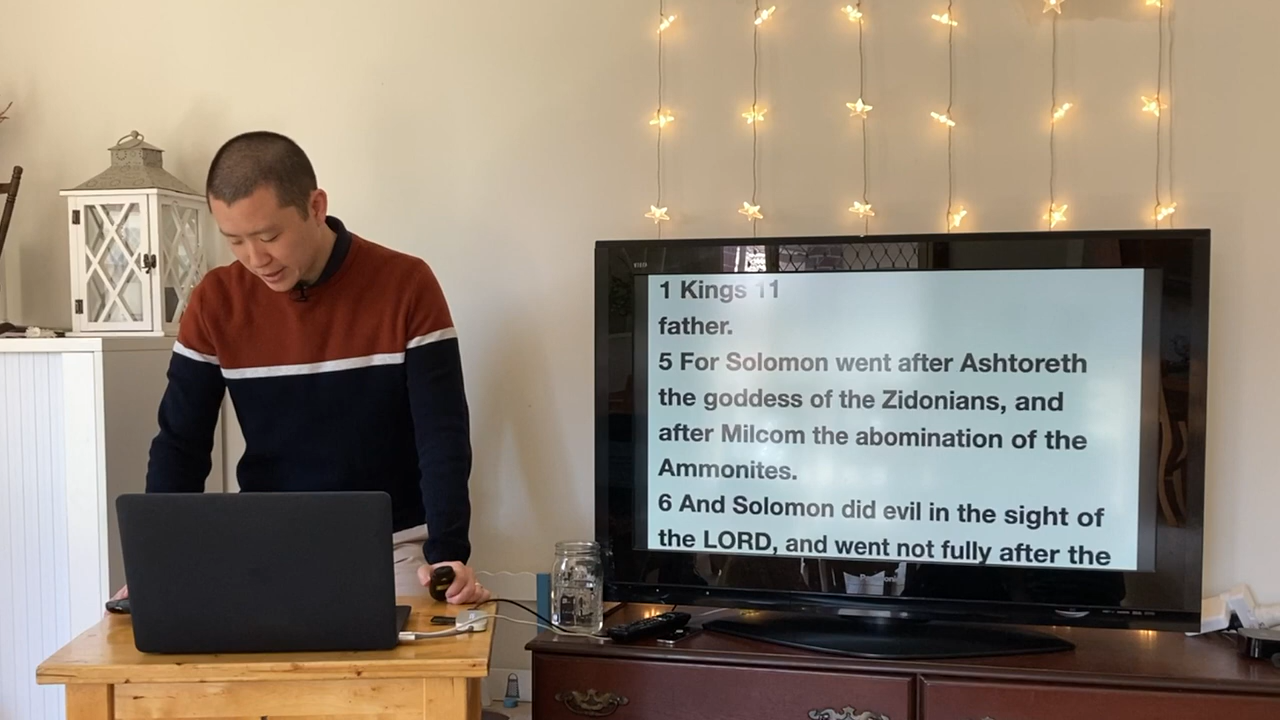 1 Kings 11
father.
5 For Solomon went after Ashtoreth
the goddess of the Zidonians, and
after Milcom the abomination of the
Ammonites.
6 And Solomon did evil in the sight of
the LORD, and went not fully after the
Panasonic